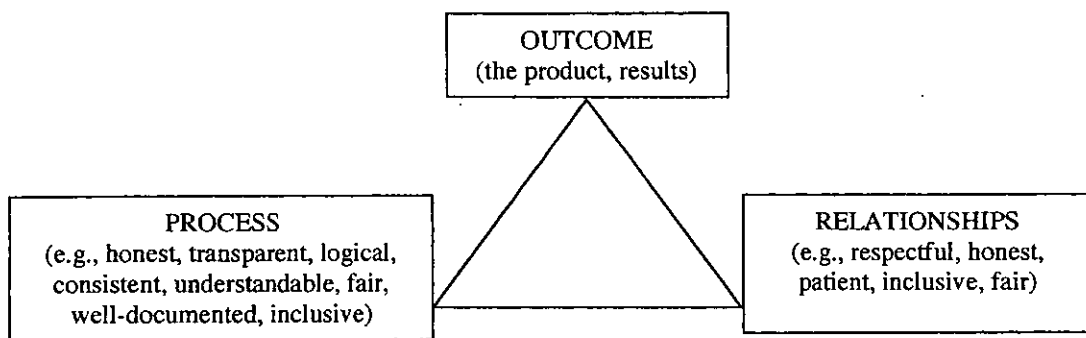 OUTCOME
(the product, results)
PROCESS
(e.g., honest, transparent, logical,
consistent, understandable, fair,
well-documented, inclusive)
RELATIONSHIPS
(e.g., respectful, honest,
patient, inclusive, fair)